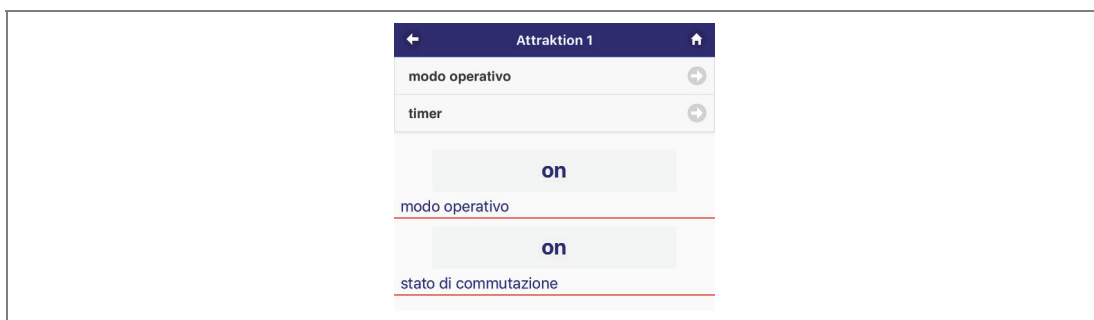 Attraktion 1
modo operativo
timer
on
modo operativo
on
stato di commutazione